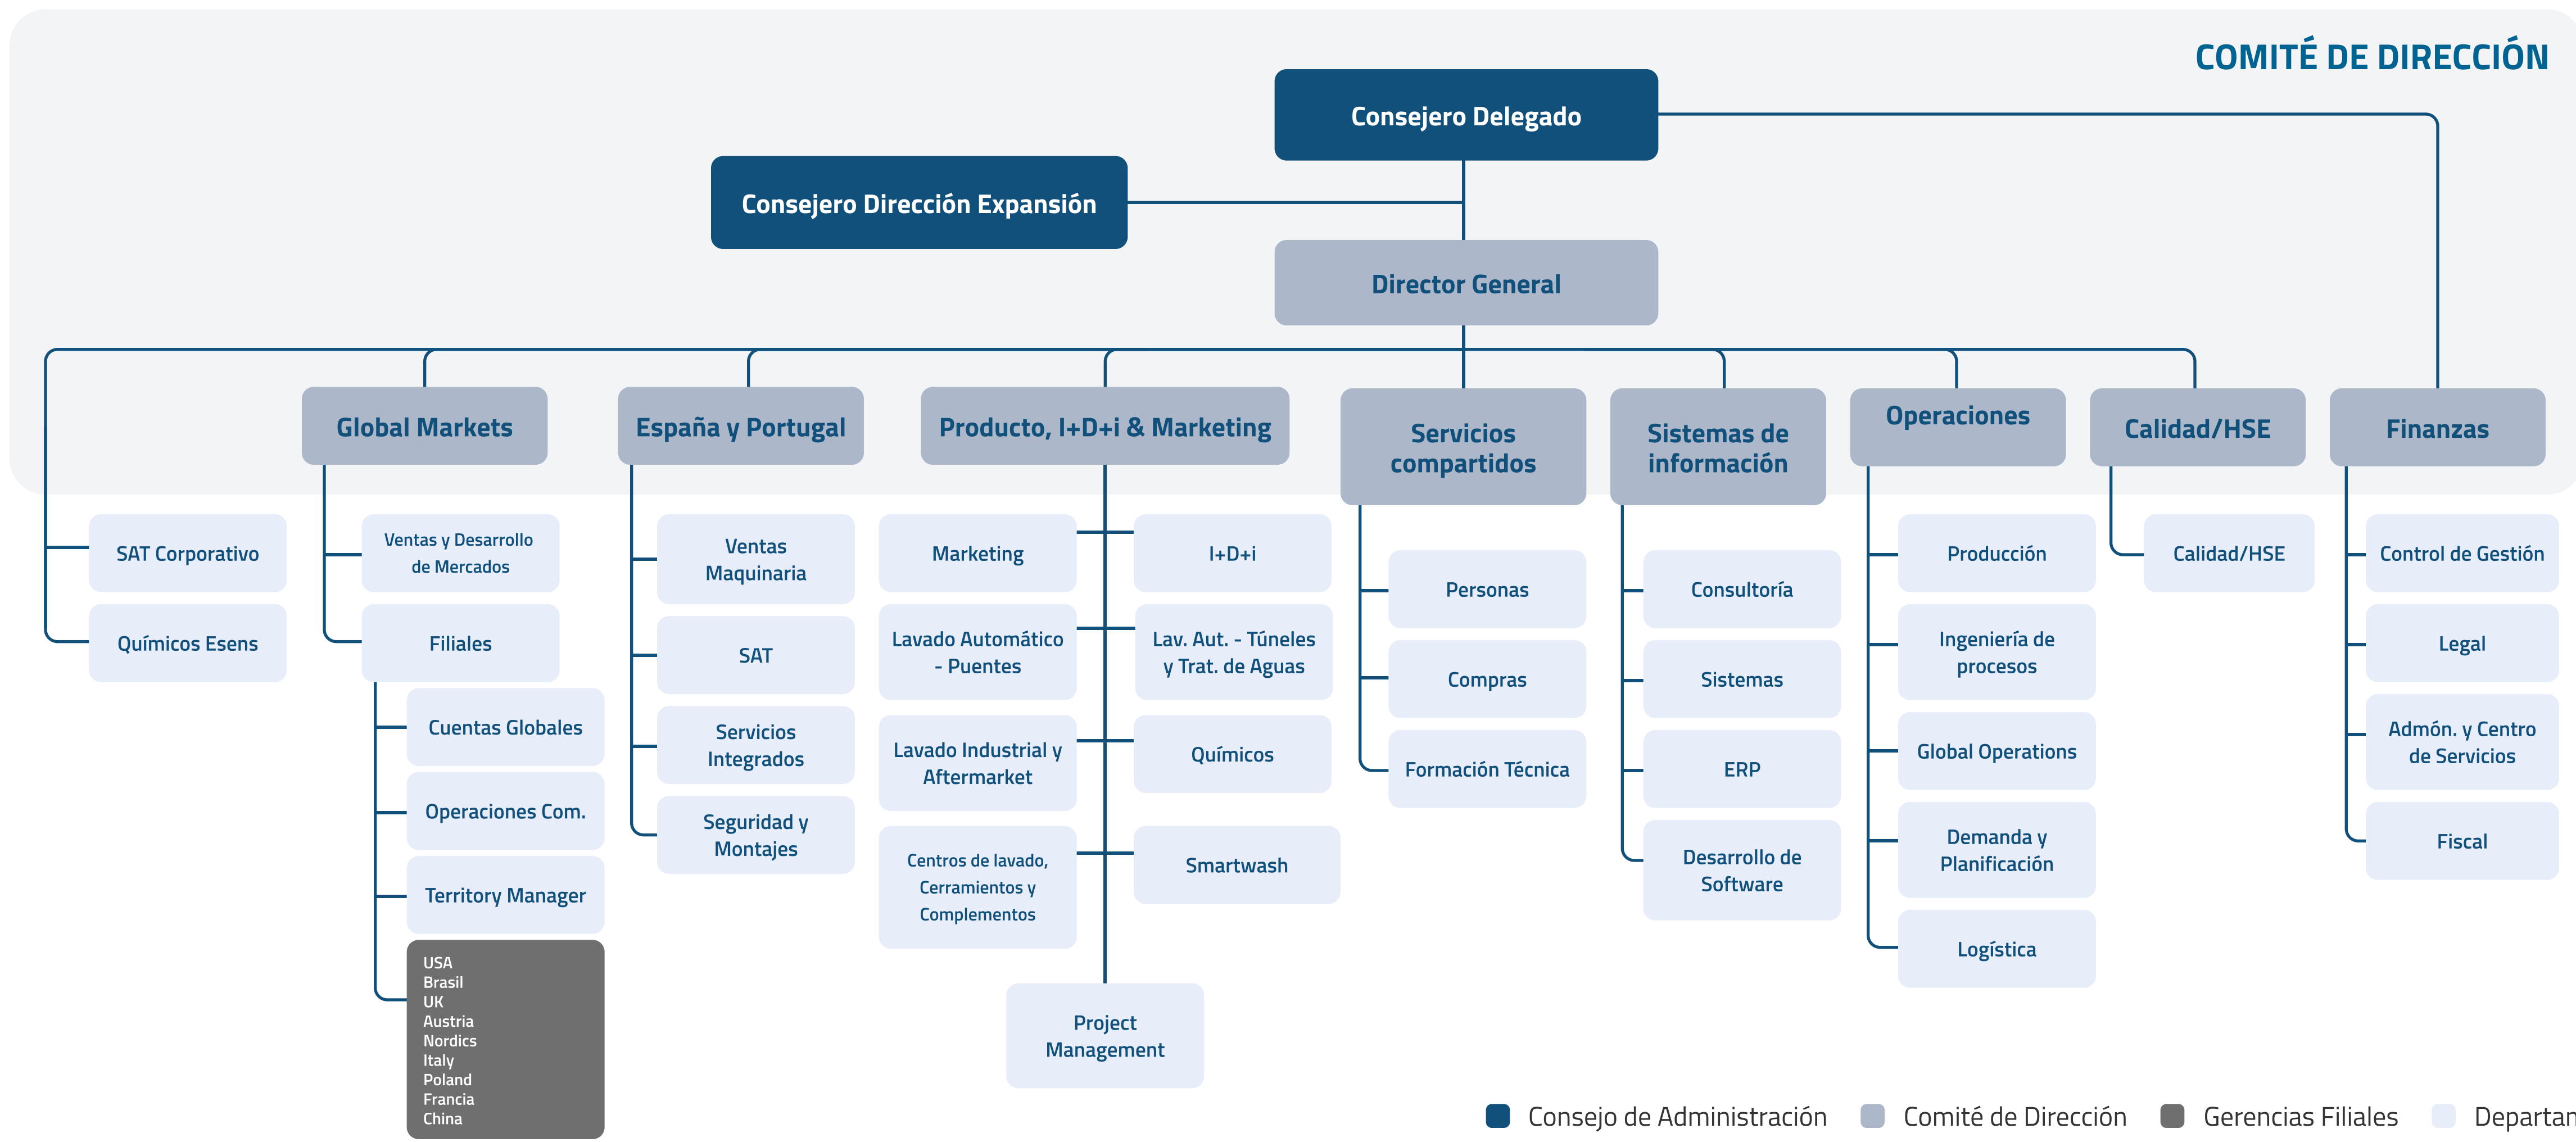 COMITÉ DE DIRECCIÓN
Consejero Delegado
Consejero Dirección Expansión
Director General
Global Markets
España y Portugal
Producto, I+D+i & Marketing
Servicios
compartidos
Sistemas de
información
Operaciones
Calidad/HSE
Finanzas
SAT Corporativo
Químicos Esens
Ventas y Desarrollo
de Mercados
Filiales
Cuentas Globales
Operaciones Com.
Territory Manager
USA
Brasil
UK
Austria
Nordics
Italy
Poland
Francia
China
Ventas
Maquinaria
SAT
Servicios
Integrados
Seguridad y
Montajes
Marketing
I+D+i
Lavado Automático
- Puentes
Lav. Aut. - Túneles
y Trat. de Aguas
Lavado Industrial y
Aftermarket
Químicos
Centros de lavado,
Cerramientos y
Complementos
Smartwash
Project
Management
Personas
Compras
Formación Técnica
Consultoría
Sistemas
ERP
Desarrollo de
Software
Producción
Ingeniería de
procesos
Global Operations
Demanda y
Planificación
Logística
Calidad/HSE
Control de Gestión
Legal
Admón. y Centro
de Servicios
Fiscal
Consejo de Administración
Comité de Dirección
Gerencias Filiales